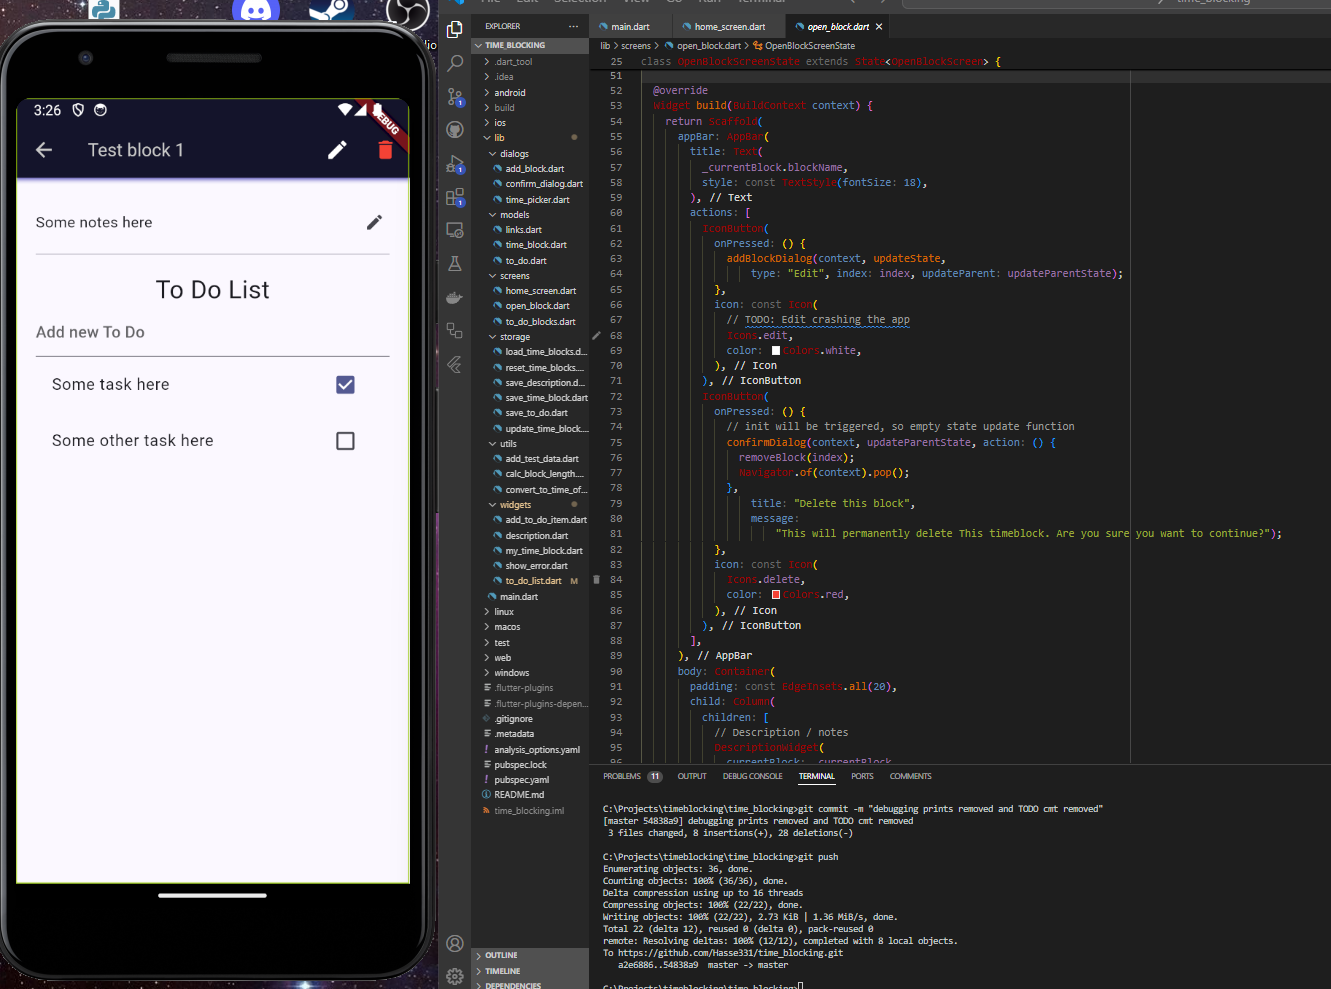 3:26
DEBUG
Test block 1
Some notes here
To Do List
Add new To Do
Some task here
Some other task here
EXPLORER
TIME_BLOCKING
.dart_tool
.idea
android
build
ios
lib
dialogs
add_block.dart
confirm_dialog.dart
time_picker.dart
models
links.dart
time_block.dart
to_do.dart
screens
home_screen.dart
open_block.dart
to_do_blocks.dart
storage
load_time_blocks.d...
reset_time_blocks....
save_description.d...
save_time_block.dart
save_to_do.dart
update_time_block....
utils
add_test_data.dart
calc_block_length....
convert_to_time_of...
widgets
add_to_do_item.dart
description.dart
my_time_block.dart
show_error.dart
to_do_list.dart M
main.dart
linux
macos
test
web
windows
.flutter-plugins
.flutter-plugins-depen...
.gitignore
.metadata
analysis_options.yaml
pubspec.lock
pubspec.yaml
README.md
time_blocking.iml
OUTLINE
TIMELINE
DEPENDENCIES
main.dart home_screen.dart open_block.dart
lib > screens > open_block.dart > OpenBlockScreenState
25 class OpenBlockScreenState extends State<OpenBlockScreen> {
51
52 @override
53 Widget build(BuildContext context) {
54 return Scaffold(
55 appBar: AppBar(
56 title: Text(
57 _currentBlock.blockName,
58 style: const TextStyle(fontSize: 18),
59 ), // Text
60 actions: [
61 IconButton(
62 onPressed: () {
63 addBlockDialog(context, updateState,
64 type: "Edit", index: index, updateParent: updateParentState);
65 },
66 icon: const Icon(
67 // TODO: Edit crashing the app
68 Icons.edit,
69 color: Colors.white,
70 ), // Icon
71 ), // IconButton
72 IconButton(
73 onPressed: () {
74 // init will be triggered, so empty state update function
75 confirmDialog(context, updateParentState, action: () {
76 removeBlock(index);
77 Navigator.of(context).pop();
78 },
79 title: "Delete this block",
80 message:
81 "This will permanently delete This timeblock. Are you sure you want to continue?");
82 },
83 icon: const Icon(
84 Icons.delete,
85 color: Colors.red,
86 ), // Icon
87 ), // IconButton
88 ],
89 ), // AppBar
90 body: Container(
91 padding: const EdgeInsets.all(20),
92 child: Column(
93 children: [
94 // Description / notes
95 DescriptionWidget(
PROBLEMS 11 OUTPUT DEBUG CONSOLE TERMINAL PORTS COMMENTS
C:\Projects\timeblocking\time_blocking>git commit -m "debugging prints removed and TODO cmt removed"
[master 54838a9] debugging prints removed and TODO cmt removed
3 files changed, 8 insertions(+), 28 deletions(-)
C:\Projects\timeblocking\time_blocking>git push
Enumerating objects: 36, done.
Counting objects: 100% (36/36), done.
Delta compression using up to 16 threads
Compressing objects: 100% (22/22), done.
Writing objects: 100% (22/22), 2.73 KiB | 1.36 MiB/s, done.
Total 22 (delta 12), reused 0 (delta 0), pack-reused 0
remote: Resolving deltas: 100% (12/12), completed with 8 local objects.
To https://github.com/Hasse331/time_blocking.git
a2e6886..54838a9 master -> master
C:\Projects\timeblocking\time_blocking>